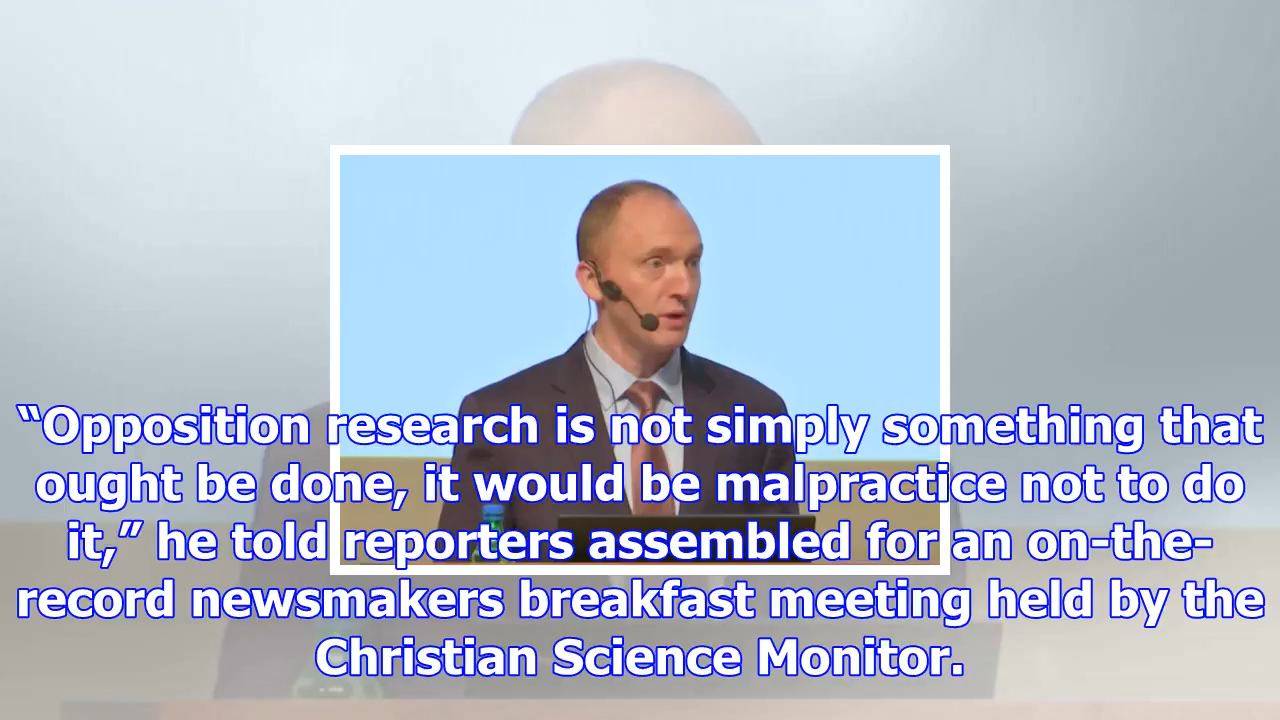 “Opposition research is not simply something that
ought be done, it would be malpractice not to do
it,” he told reporters assembled for an on-the-
record newsmakers breakfast meeting held by the
Christian Science Monitor.